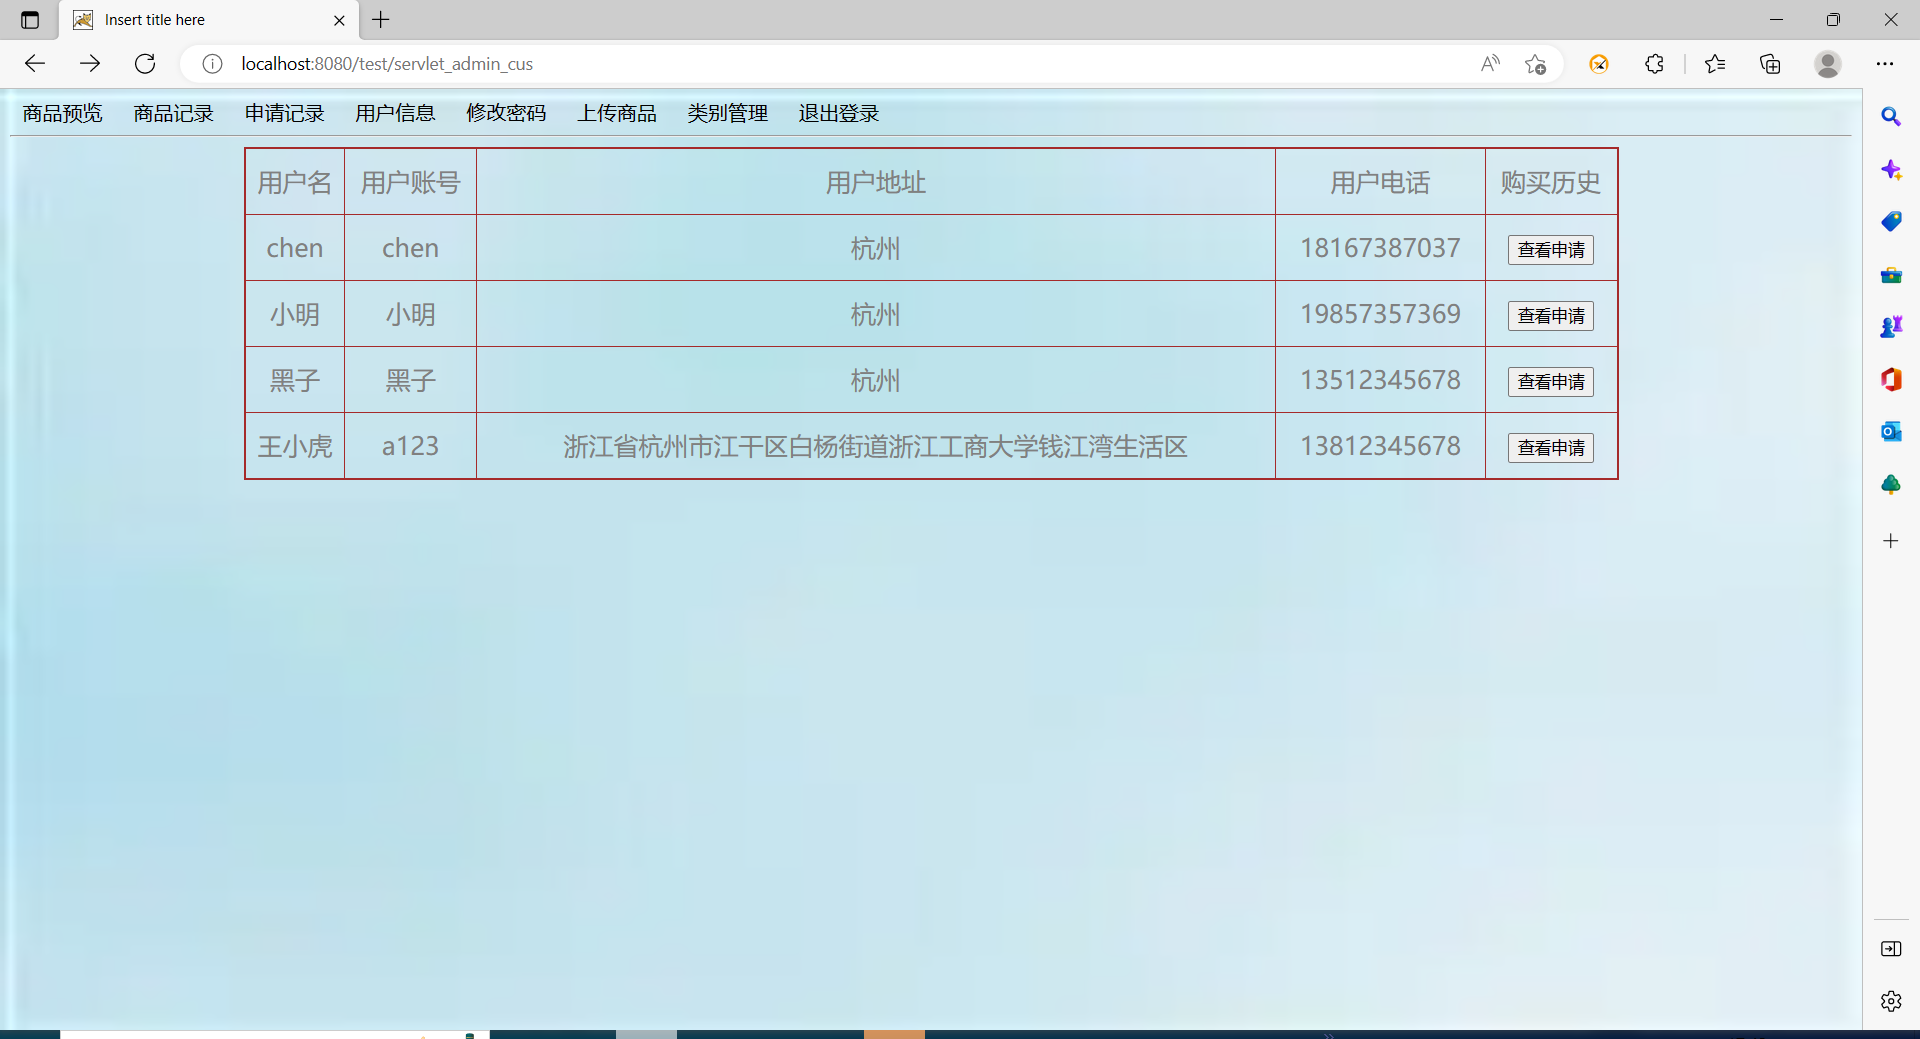 Insert title here
localhost:8080/test/servlet_admin_cus
商品预览 商品记录 申请记录 用户信息 修改密码 上传商品 类别管理 退出登录
用户名 用户账号 用户地址 用户电话 购买历史
chen chen 杭州 18167387037 查看申请
小明 小明 杭州 19857357369 查看申请
黑子 黑子 杭州 13512345678 查看申请
王小虎 a123 浙江省杭州市江干区白杨街道浙江工商大学钱江湾生活区 13812345678 查看申请